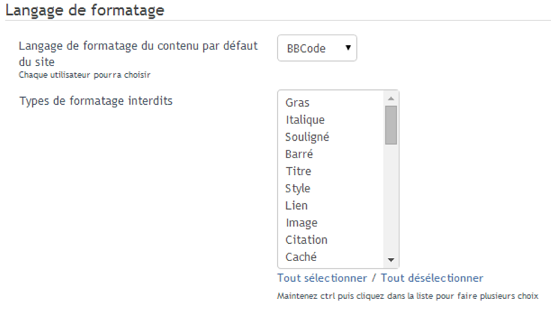 Langage de formatage
Langage de formatage du contenu par défaut
du site
Chaque utilisateur pourra choisir
BBCode
Types de formatage interdits
Gras
Italique
Souligné
Barré
Titre
Style
Lien
Image
Citation
Caché
Tout sélectionner / Tout désélectionner
Maintenez ctrl puis cliquez dans la liste pour faire plusieurs choix